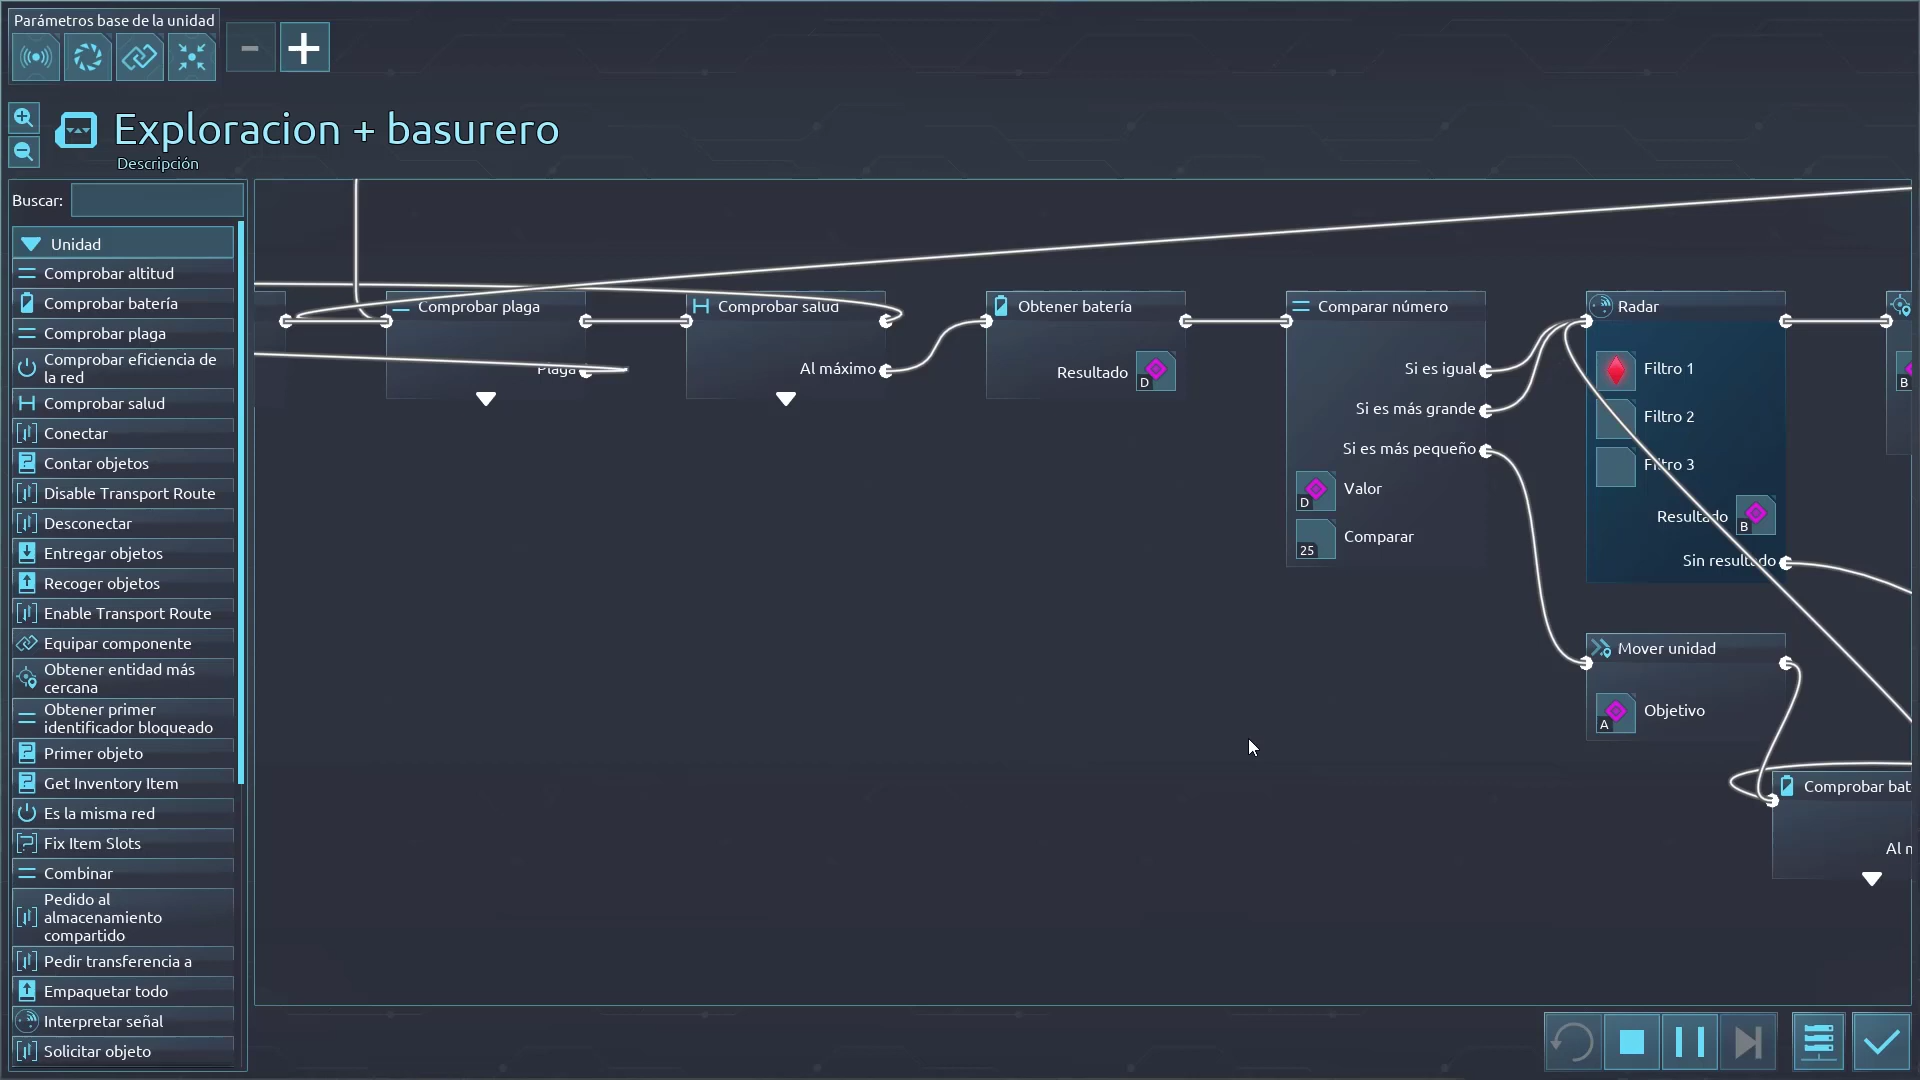 Parámetros base de la unidad
Exploracion + basurero
Descripción
Buscar:
Unidad
Comprobar altitud
Comprobar batería
Comprobar plaga
Comprobar eficiencia de
la red
Comprobar salud
Conectar
Contar objetos
Disable Transport Route
Desconectar
Entregar objetos
Recoger objetos
Enable Transport Route
Equipar componente
Obtener entidad más
cercana
Obtener primer
identificador bloqueado
Primer objeto
Get Inventory Item
Es la misma red
Fix Item Slots
Combinar
Pedido al
almacenamiento
compartido
Pedir transferencia a
Empaquetar todo
Interpretar señal
Solicitar objeto
Comprobar plaga
Plaga
Comprobar salud
Al máximo
Obtener batería
Resultado
D
Comparar número
Si es igual
Si es más grande
Si es más pequeño
D
Valor
25
Comparar
Radar
Filtro 1
Filtro 2
Filtro 3
Resultado
B
Sin resultado
B
Mover unidad
A
Objetivo
Comprobar bat
Al